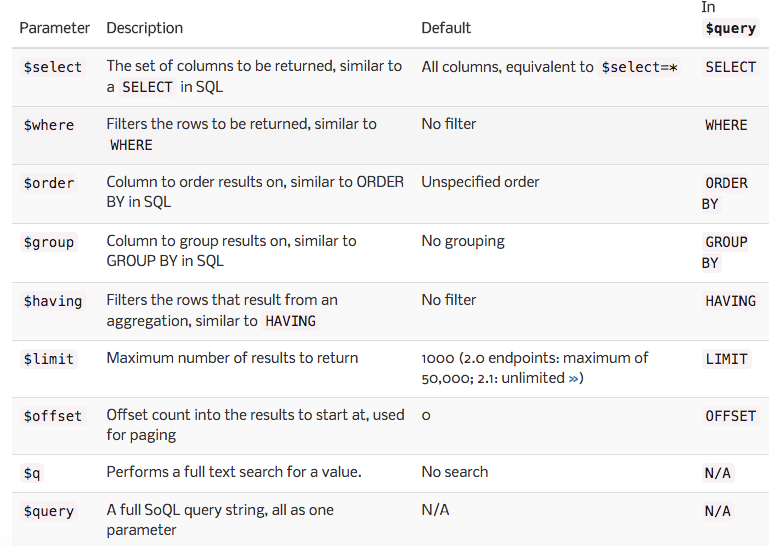 In
Parameter Description Default $query
$select The set of columns to be returned, similar to All columns, equivalent to $select=* SELECT
a SELECT in SQL
$where Filters the rows to be returned, similar to No filter WHERE
WHERE
$order Column to order results on, similar to ORDER Unspecified order ORDER
BY in SQL BY
$group Column to group results on, similar to No grouping GROUP
GROUP BY in SQL BY
$having Filters the rows that result from an No filter HAVING
aggregation, similar to HAVING
$limit Maximum number of results to return 1000 (2.0 endpoints: maximum of LIMIT
50,000; 2.1: unlimited »)
$offset Offset count into the results to start at, used 0 OFFSET
for paging
$q Performs a full text search for a value. No search N/A
$query A full SoQL query string, all as one N/A N/A
parameter